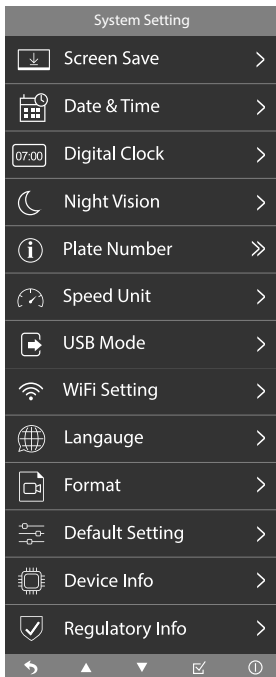 System Setting
Screen Save
Date & Time
07:00 Digital Clock
Night Vision
Plate Number
Speed Unit
USB Mode
WiFi Setting
Langauge
Format
Default Setting
Device Info
Regulatory Info